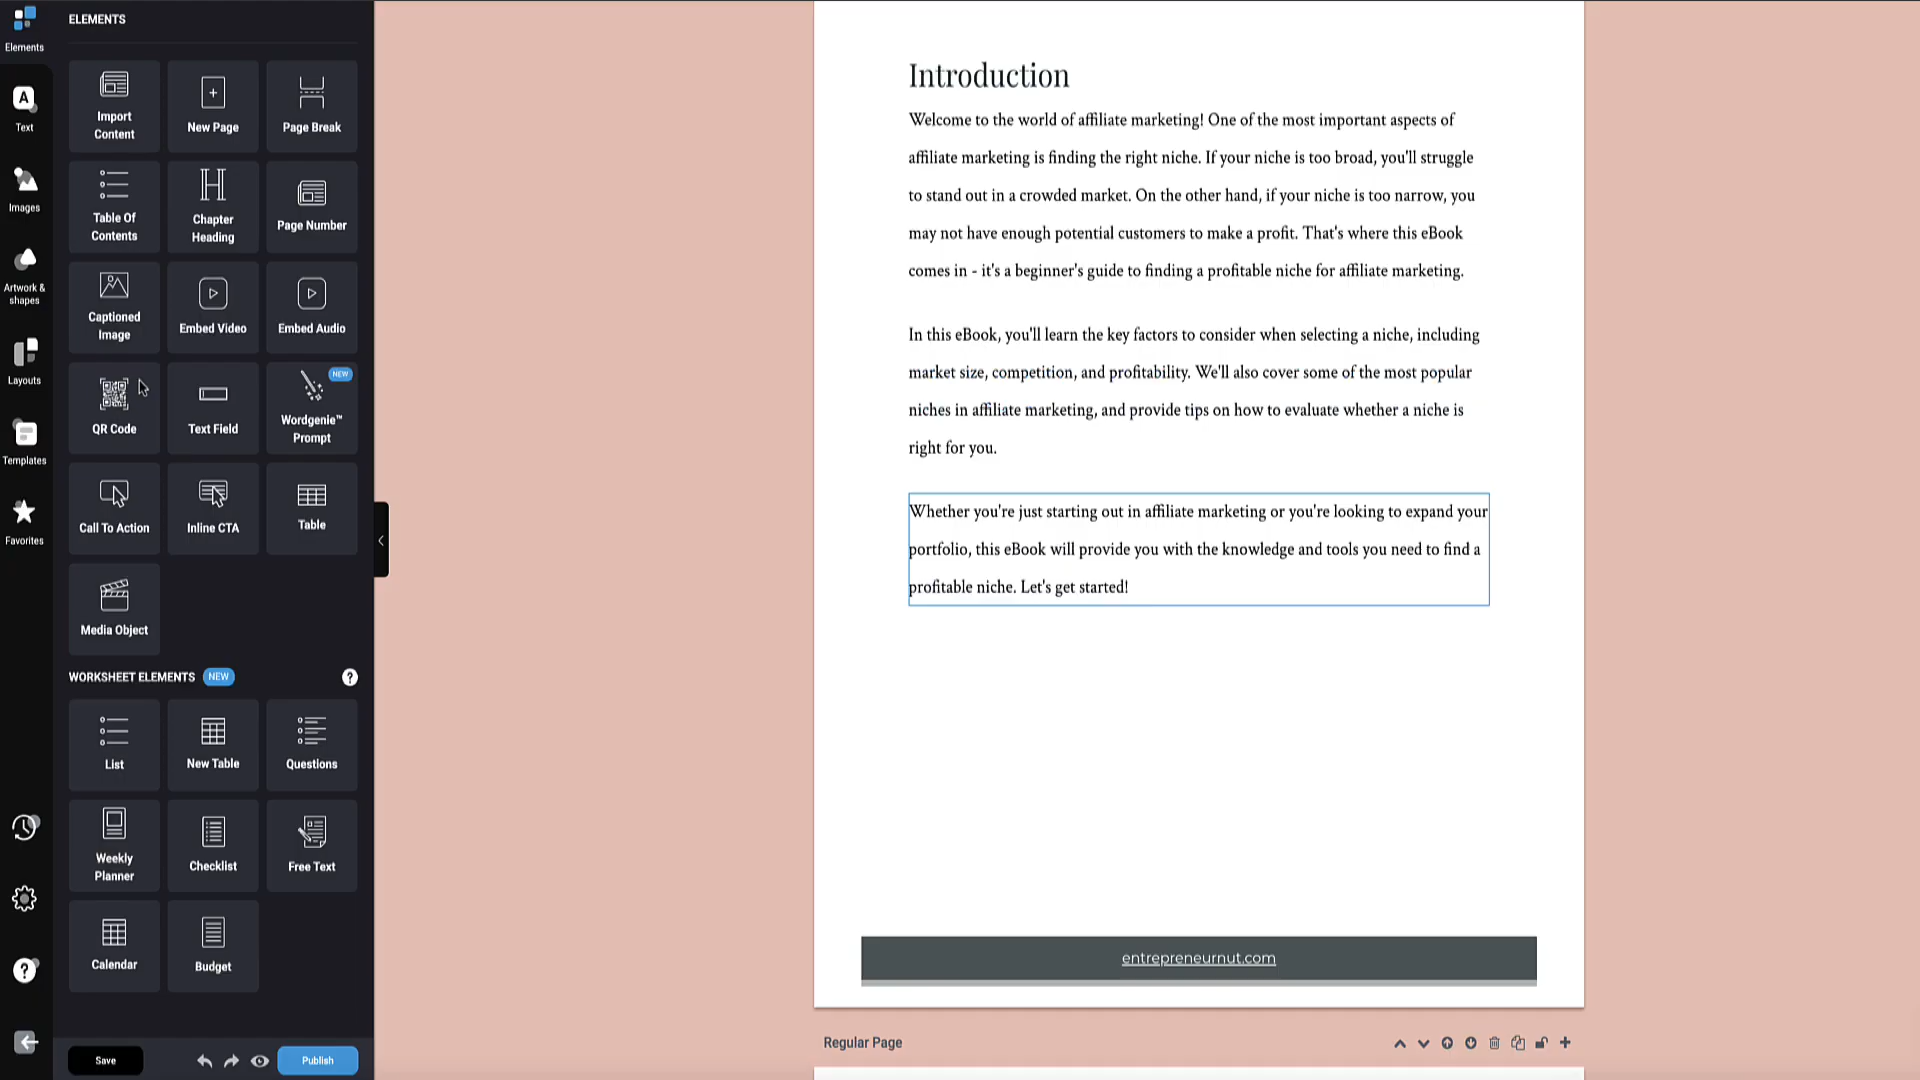 Elements
Text
Images
Artwork &
shapes
Layouts
Templates
Favorites
ELEMENTS
Import
Content
New Page
Page Break
Table Of
Contents
Chapter
Heading
Page Number
Captioned
Image
Embed Video
Embed Audio
QR Code
Text Field
NEW
Wordgenie™
Prompt
Call To Action
Inline CTA
Table
Media Object
WORKSHEET ELEMENTS NEW ?
List
New Table
Questions
Weekly
Planner
Checklist
Free Text
Calendar
Budget
Save
Publish
Introduction
Welcome to the world of affiliate marketing! One of the most important aspects of
affiliate marketing is finding the right niche. If your niche is too broad, you'll struggle
to stand out in a crowded market. On the other hand, if your niche is too narrow, you
may not have enough potential customers to make a profit. That's where this eBook
comes in - it's a beginner's guide to finding a profitable niche for affiliate marketing.
In this eBook, you'll learn the key factors to consider when selecting a niche, including
market size, competition, and profitability. We'll also cover some of the most popular
niches in affiliate marketing, and provide tips on how to evaluate whether a niche is
right for you.
Whether you're just starting out in affiliate marketing or you're looking to expand your
portfolio, this eBook will provide you with the knowledge and tools you need to find a
profitable niche. Let's get started!
entrepreneurnut.com
Regular Page